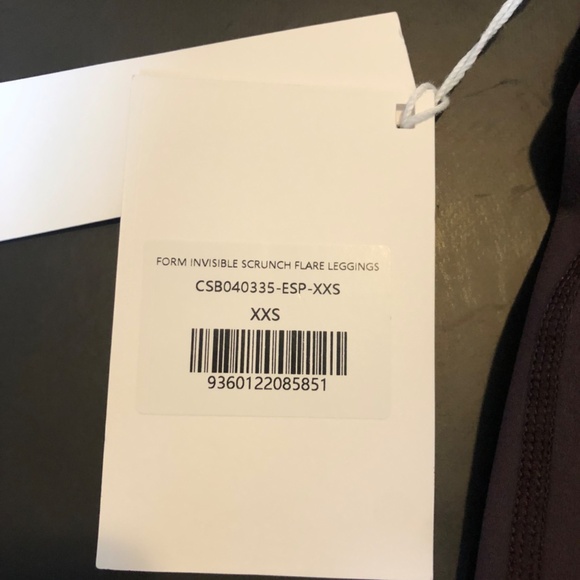 FORM INVISIBLE SCRUNCH FLARE LEGGINGS
CSB040335-ESP-XXS
XXS
9360122085851